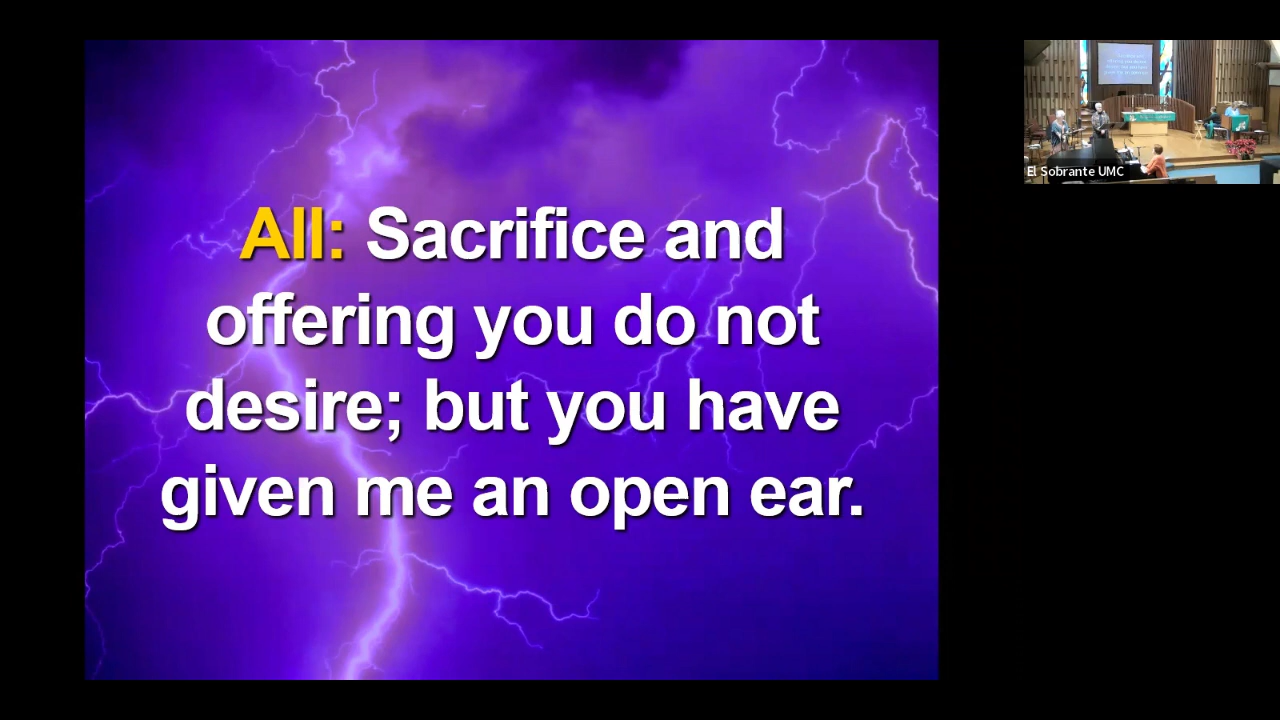 All: Sacrifice and
offering you do not
desire; but you have
given me an open ear.
El Sobrante UMC